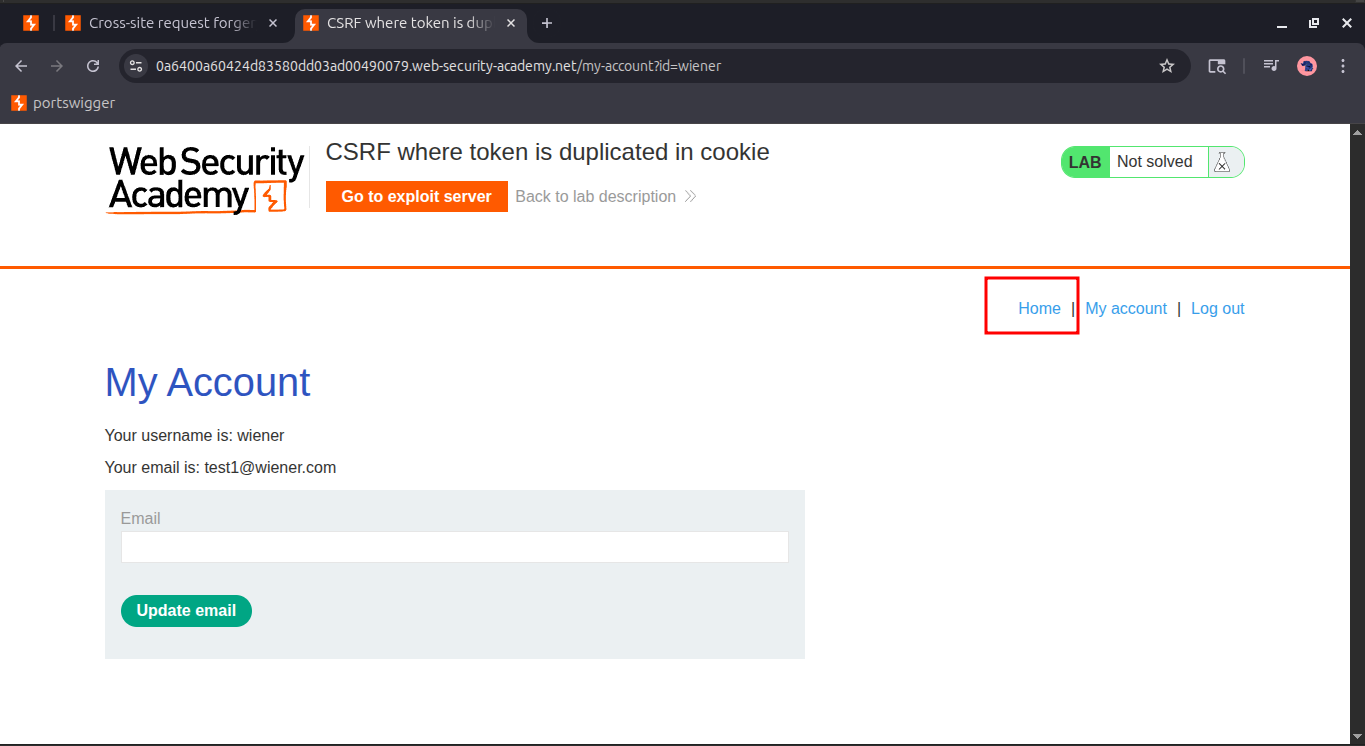 Cross-site request forger
CSRF where token is dup
0a6400a60424d83580dd03ad00490079.web-security-academy.net/my-account?id=wiener
portswigger
Web Security
Academy
CSRF where token is duplicated in cookie
LAB Not solved
Go to exploit server Back to lab description
Home | My account | Log out
My Account
Your username is: wiener
Your email is: test1@wiener.com
Email
Update email